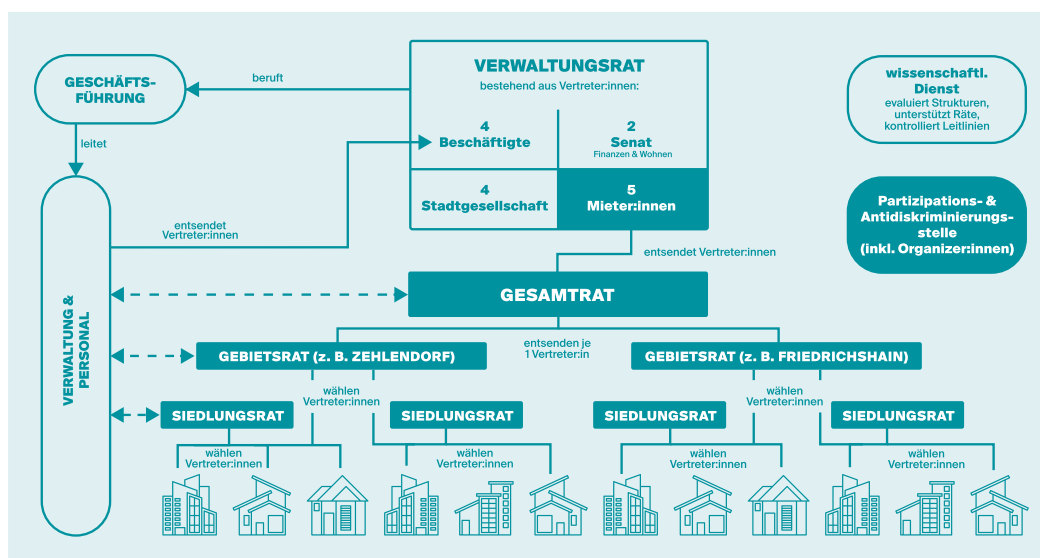 GESCHÄFTS-
FÜHRUNG
beruft
leitet
VERWALTUNGSRAT
bestehend aus Vertreter:innen:
4
Beschäftigte
2
Senat
Finanzen & Wohnen
4
Stadtgesellschaft
5
Mieter:innen
wissenschaftl.
Dienst
evaluiert Strukturen,
unterstützt Räte,
kontrolliert Leitlinien
Partizipations- &
Antidiskriminierungs-
stelle
(inkl. Organizer:innen)
entsendet
Vertreter:innen
entsendet Vertreter:innen
VERWALTUNG &
PERSONAL
GESAMTRAT
entsenden je
1 Vertreter:in
GEBIETSRAT (z. B. ZEHLENDORF)
GEBIETSRAT (z. B. FRIEDRICHSHAIN)
wählen
Vertreter:innen
wählen
Vertreter:innen
SIEDLUNGSRAT
SIEDLUNGSRAT
SIEDLUNGSRAT
SIEDLUNGSRAT
wählen
Vertreter:innen
wählen
Vertreter:innen
wählen
Vertreter:innen
wählen
Vertreter:innen